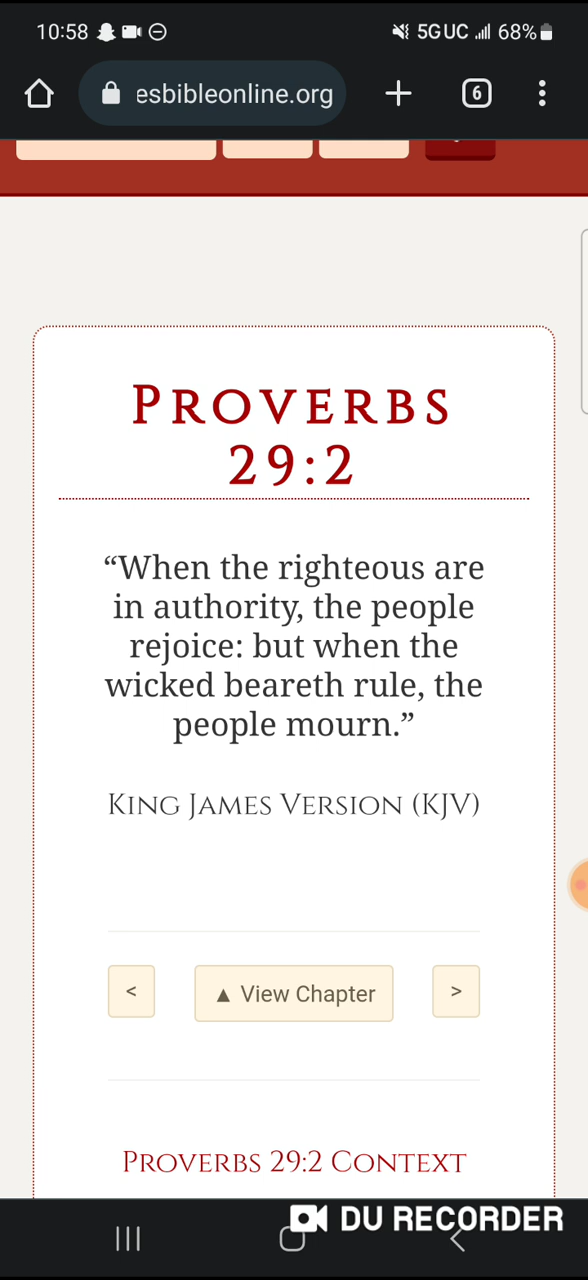 10:58 5G UC 68%
esbibleonline.org 6
PROVERBS
29:2
“When the righteous are
in authority, the people
rejoice: but when the
wicked beareth rule, the
people mourn.”
KING JAMES VERSION (KJV)
< ▲ View Chapter >
PROVERBS 29:2 CONTEXT
DU RECORDER